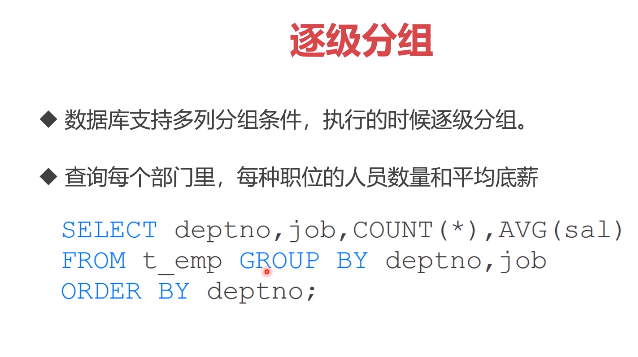 逐级分组
◆ 数据库支持多列分组条件，执行的时候逐级分组。
◆ 查询每个部门里，每种职位的人员数量和平均底薪
SELECT deptno,job,COUNT(*),AVG(sal)
FROM t_emp GROUP BY deptno,job
ORDER BY deptno;